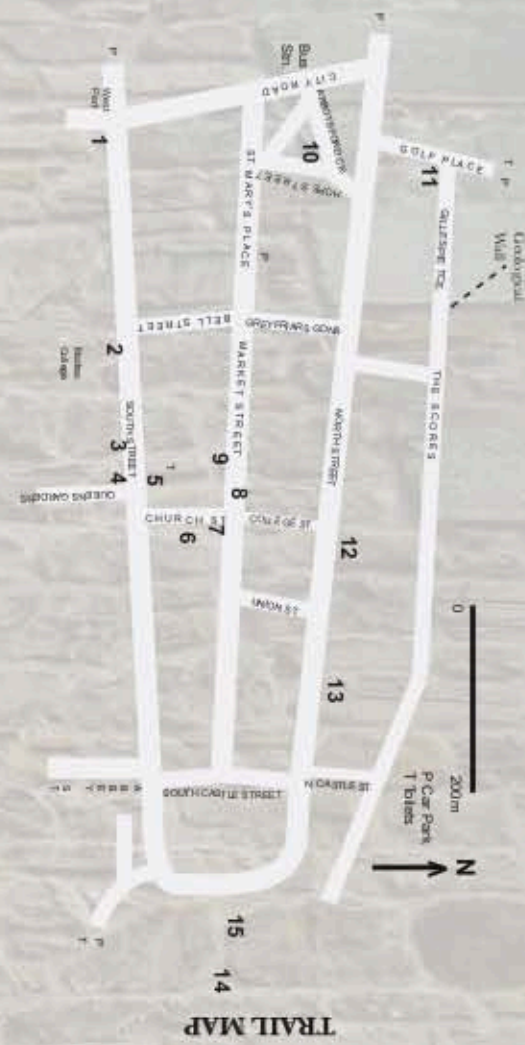 TRAIL MAP
P
P
Bus
Stn.
CITY ROAD
West
Port
1
10
HOPE STREET
ST. MARY'S PLACE
P
GOLF PLACE
T P
11
GILLESPIE TCE
Geological
Wall
THE SCORES
BELL STREET
GREYFRIARS GDNS
MARKET STREET
NORTH STREET
2
SOUTH STREET
3
4
5
T
QUEENS GARDENS
CHURCH ST
6
7
8
9
COLLEGE ST
12
13
ABBEY ST
SOUTH CASTLE STREET
N CASTLE ST
0
200m
P Car Park
T Toilets
N
15
14
P
T